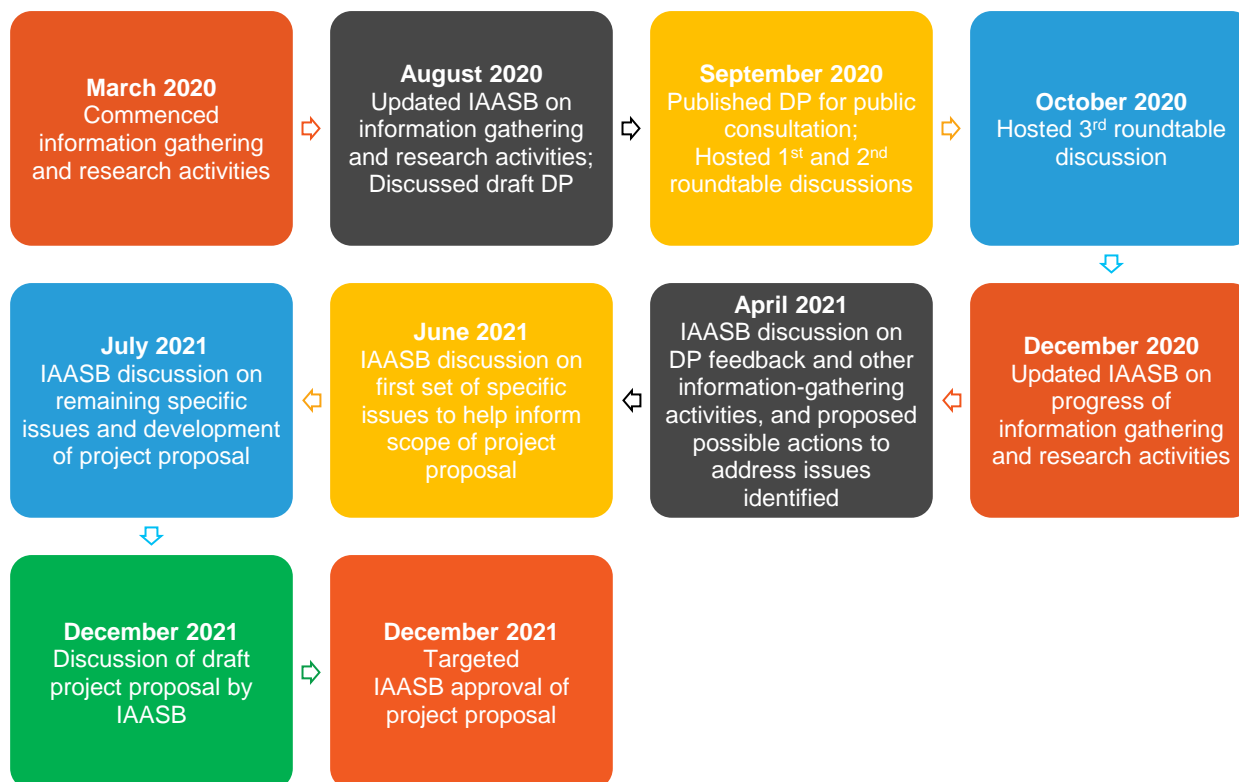 March 2020
Commenced
information gathering
and research activities
August 2020
Updated IAASB on
information gathering
and research activities;
Discussed draft DP
September 2020
Published DP for public
consultation;
Hosted 1st and 2nd
roundtable discussions
October 2020
Hosted 3rd roundtable
discussion
December 2020
Updated IAASB on
progress of
information gathering
and research activities
April 2021
IAASB discussion on
DP feedback and other
information-gathering
activities, and proposed
possible actions to
address issues
identified
June 2021
IAASB discussion on
first set of specific
issues to help inform
scope of project
proposal
July 2021
IAASB discussion on
remaining specific
issues and development
of project proposal
December 2021
Discussion of draft
project proposal by
IAASB
December 2021
Targeted
IAASB approval of
project proposal